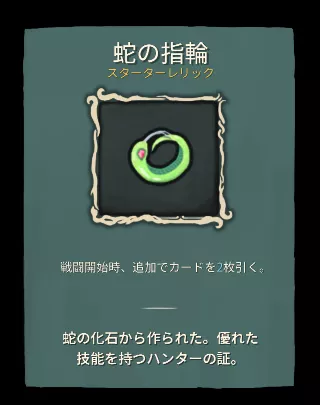 蛇の指輪
スターターレリック
戦闘開始時、追加でカードを2枚引く。
蛇の化石から作られた。優れた
技能を持つハンターの証。